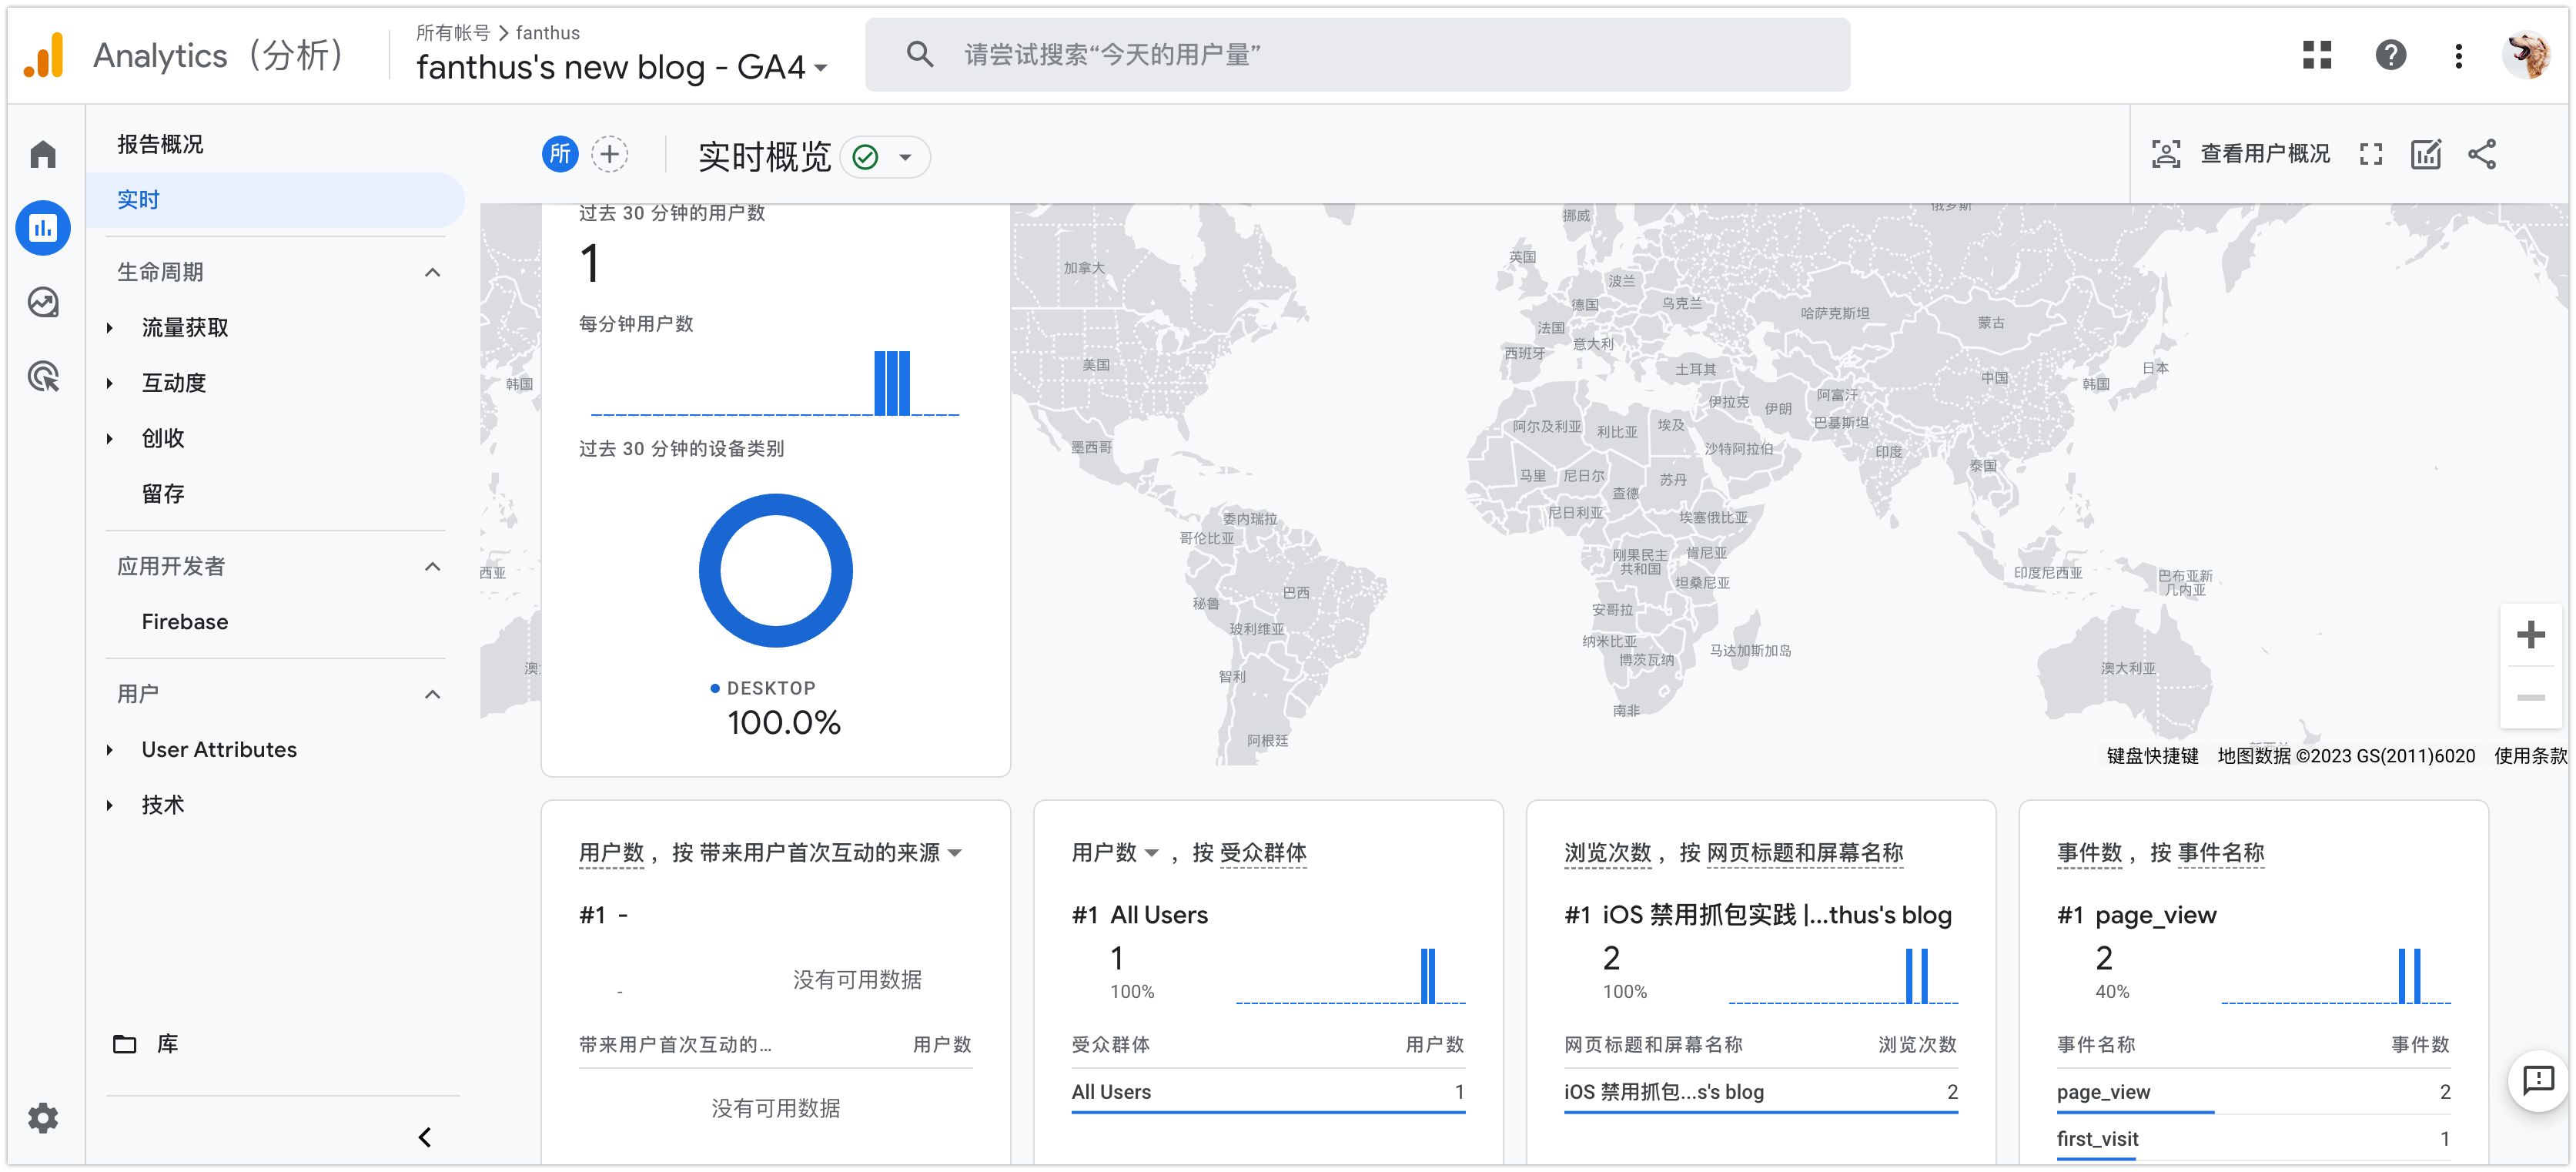 Analytics（分析）
所有帐号 > fanthus
fanthus's new blog - GA4
请尝试搜索“今天的用户量”
报告概况
实时
生命周期
流量获取
互动度
创收
留存
应用开发者
Firebase
用户
User Attributes
技术
库
所
实时概览
查看用户概况
过去 30 分钟的用户数
1
每分钟用户数
过去 30 分钟的设备类别
DESKTOP
100.0%
挪威
俄罗斯
英国
加拿大
波兰
德国
乌克兰
哈萨克斯坦
法国
蒙古
意大利
西班牙
美国
土耳其
日本
中国
韩国
韩国
阿富汗
伊拉克
伊朗
巴基斯坦
阿尔及利亚
利比亚
埃及
沙特阿拉伯
墨西哥
印度
泰国
马里
尼日尔
苏丹
查德
尼日利亚
埃塞俄比亚
委内瑞拉
哥伦比亚
刚果民主
共和国
肯尼亚
西亚
印度尼西亚
巴布亚新
几内亚
坦桑尼亚
巴西
秘鲁
安哥拉
玻利维亚
纳米比亚
博茨瓦纳
马达加斯加岛
澳
澳大利亚
智利
南非
阿根廷
键盘快捷键
地图数据 ©2023 GS(2011)6020
使用条款
用户数，按 带来用户首次互动的来源
#1 -
-
没有可用数据
带来用户首次互动的...
用户数
没有可用数据
用户数，按 受众群体
#1 All Users
1
100%
受众群体
用户数
All Users
1
浏览次数，按 网页标题和屏幕名称
#1 iOS 禁用抓包实践 |...thus's blog
2
100%
网页标题和屏幕名称
浏览次数
iOS 禁用抓包...s's blog
2
事件数，按 事件名称
#1 page_view
2
40%
事件名称
事件数
page_view
2
first_visit
1